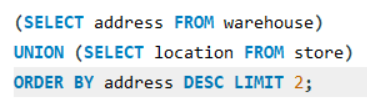 (SELECT address FROM warehouse)
UNION (SELECT location FROM store)
ORDER BY address DESC LIMIT 2;